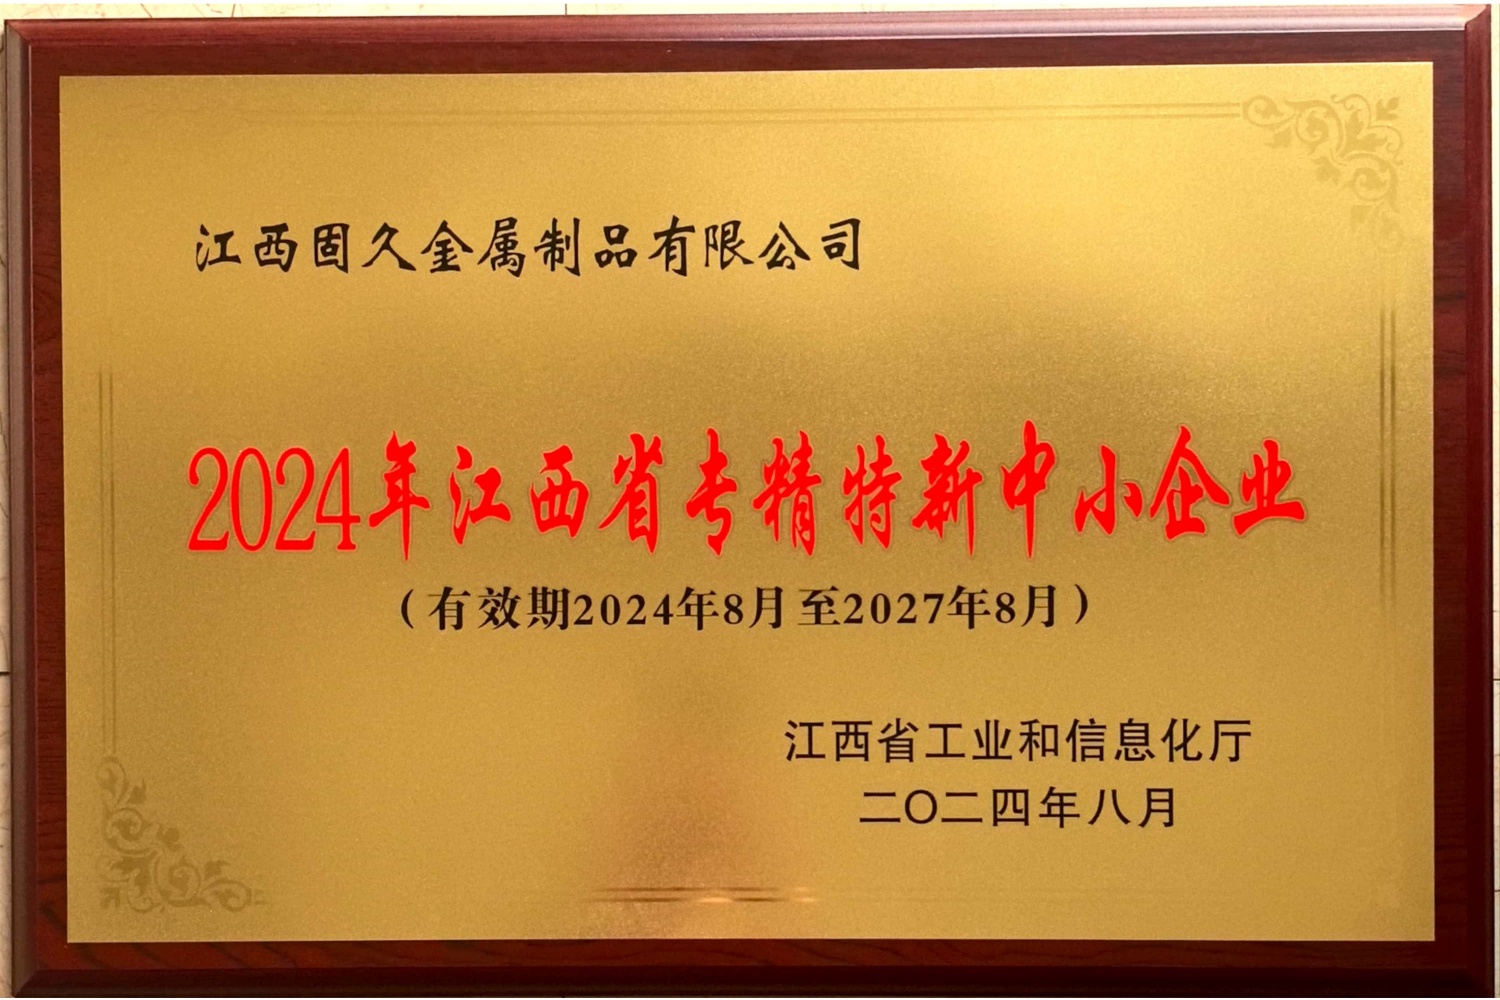 江西固久金属制品有限公司
2024年江西省专精特新中小企业
（有效期2024年8月至2027年8月）
江西省工业和信息化厅
二〇二四年八月